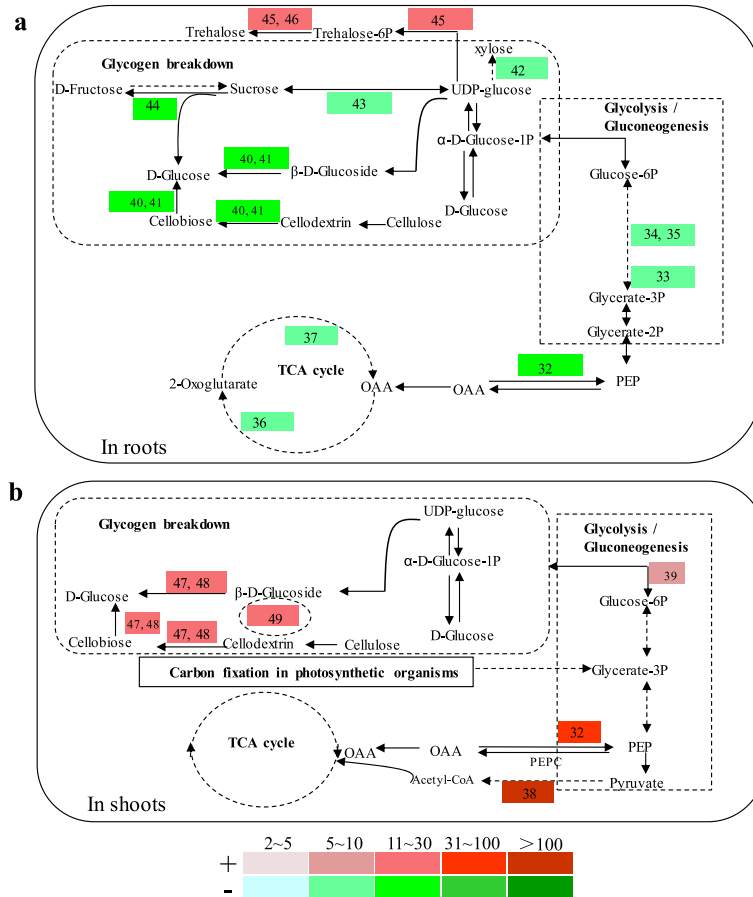 a
45, 46
45
Trehalose
Trehalose-6P
xylose
Glycogen breakdown
42
D-Fructose
Sucrose
UDP-glucose
44
43
Glycolysis /
Gluconeogenesis
α-D-Glucose-1P
40, 41
D-Glucose
β-D-Glucoside
Glucose-6P
40, 41
40, 41
D-Glucose
Cellobiose
Cellodextrin
Cellulose
34, 35
33
Glycerate-3P
37
Glycerate-2P
32
TCA cycle
2-Oxoglutarate
OAA
OAA
PEP
36
In roots
b
UDP-glucose
Glycogen breakdown
Glycolysis /
Gluconeogenesis
α-D-Glucose-1P
47, 48
39
D-Glucose
β-D-Glucoside
Glucose-6P
47, 48
47, 48
49
D-Glucose
Cellobiose
Cellodextrin
Cellulose
Carbon fixation in photosynthetic organisms
Glycerate-3P
32
TCA cycle
OAA
OAA
PEP
PEPC
Acetyl-CoA
Pyruvate
38
In shoots
2~5 5~10 11~30 31~100 >100
+
-